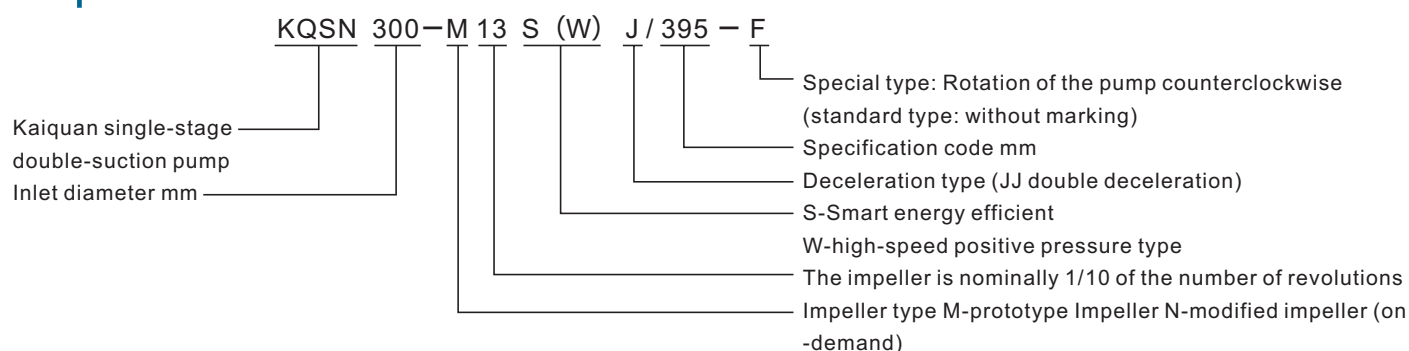 KQSN 300-M 13 S (W) J/395-F
Special type: Rotation of the pump counterclockwise
(standard type: without marking)
Kaiquan single-stage
double-suction pump
Specification code mm
Deceleration type (JJ double deceleration)
Inlet diameter mm
S-Smart energy efficient
W-high-speed positive pressure type
The impeller is nominally 1/10 of the number of revolutions
Impeller type M-prototype Impeller N-modified impeller (on
-demand)